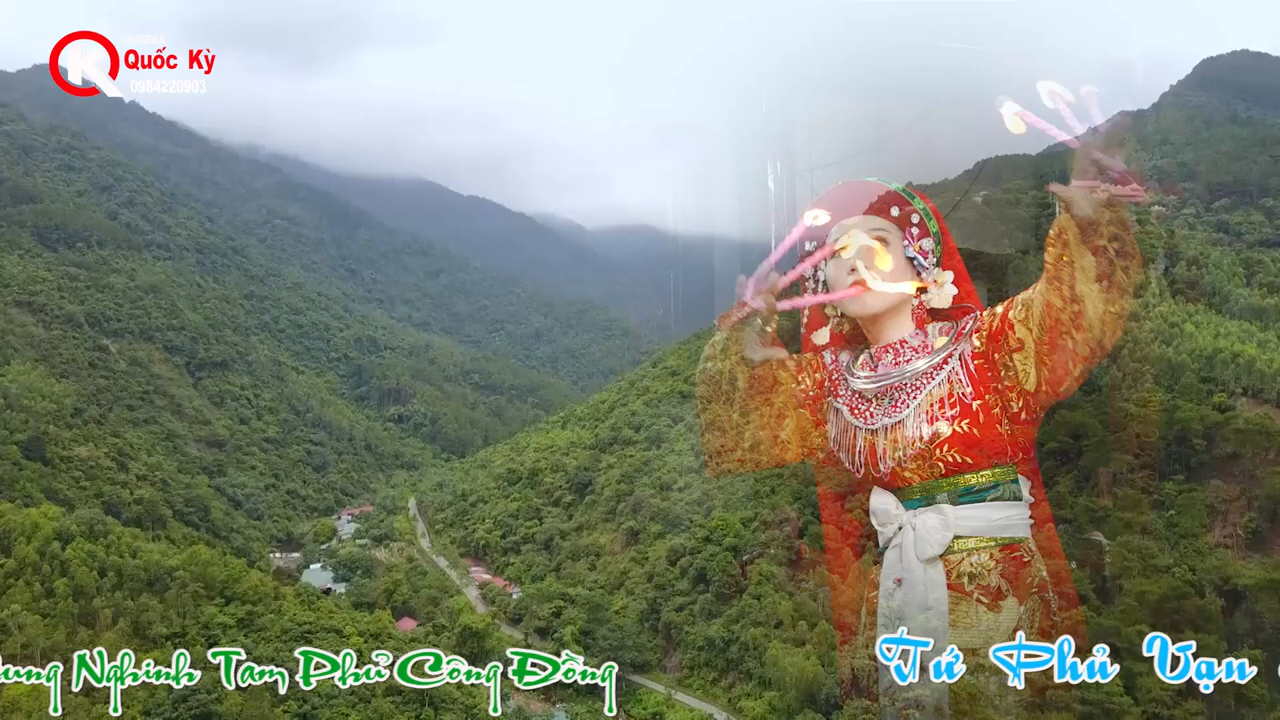 Quốc Kỳ
0984220903
Nghinh Tam Phủ Công Đồng
Tứ Phủ Vạn